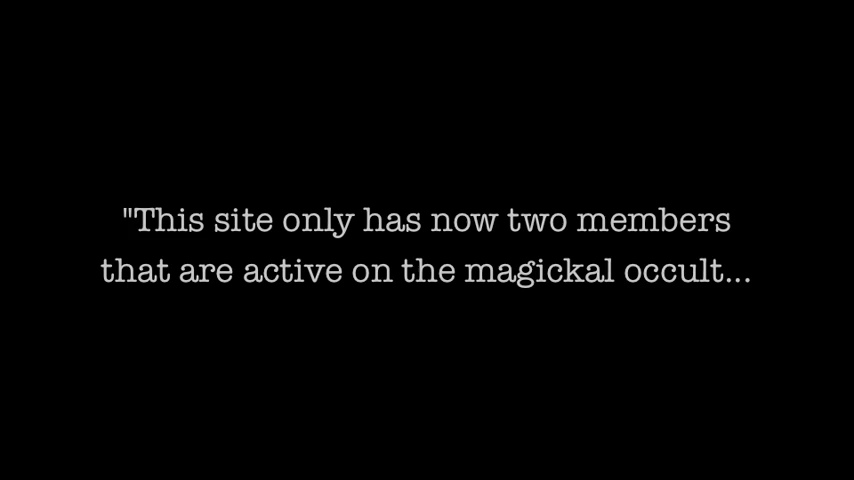 "This site only has now two members
that are active on the magickal occult...